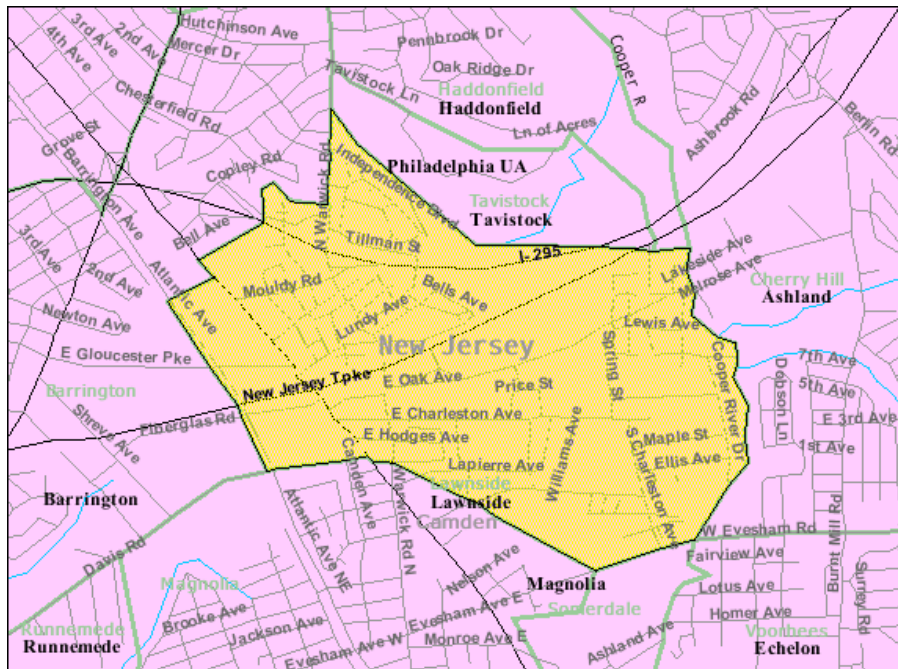 Hutchinson Ave
3rd Ave
2nd Ave
4th Ave
Mercer Dr
Pennbrook Dr
Cooper R
Tavistock Ln
Oak Ridge Dr
Haddonfield
Haddonfield
Chesterfield Rd
Ashbrook Rd
Berlin Rd
Grove St
Ln of Acres
Barrington Ave
Copley Rd
N Warwick Rd
Independence Blvd
Philadelphia UA
Tavistock
Tavistock
Bell Ave
Tillman St
I-295
3rd Ave
2nd Ave
Atlantic Ave
Mouldy Rd
Bells Ave
Lakeside Ave
Melrose Ave
Cherry Hill
Ashland
Newton Ave
Lundy Ave
Lewis Ave
New Jersey
Spring St
Cooper River Dr
E Gloucester Pke
7th Ave
New Jersey Tpke
E Oak Ave
Price St
5th Ave
Barrington
Dobson Ln
Shreve Ave
Fiberglas Rd
E Charleston Ave
E 3rd Ave
E Hodges Ave
Williams Ave
S Charleston Ave
Maple St
1st Ave
Camden Ave
Lapierre Ave
Ellis Ave
Lawnside
Lawnside
Barrington
Warwick Rd N
Camden
Atlantic Ave NE
W Evesham Rd
Burnt Mill Rd
Davis Rd
Nelson Ave
Fairview Ave
Surrey Rd
Magnolia
Magnolia
Lotus Ave
Brooke Ave
Evesham Ave E
Somerdale
Homer Ave
Runnemede
Runnemede
Jackson Ave
Evesham Ave W
Monroe Ave E
Ashland Ave
Voorhees
Echelon